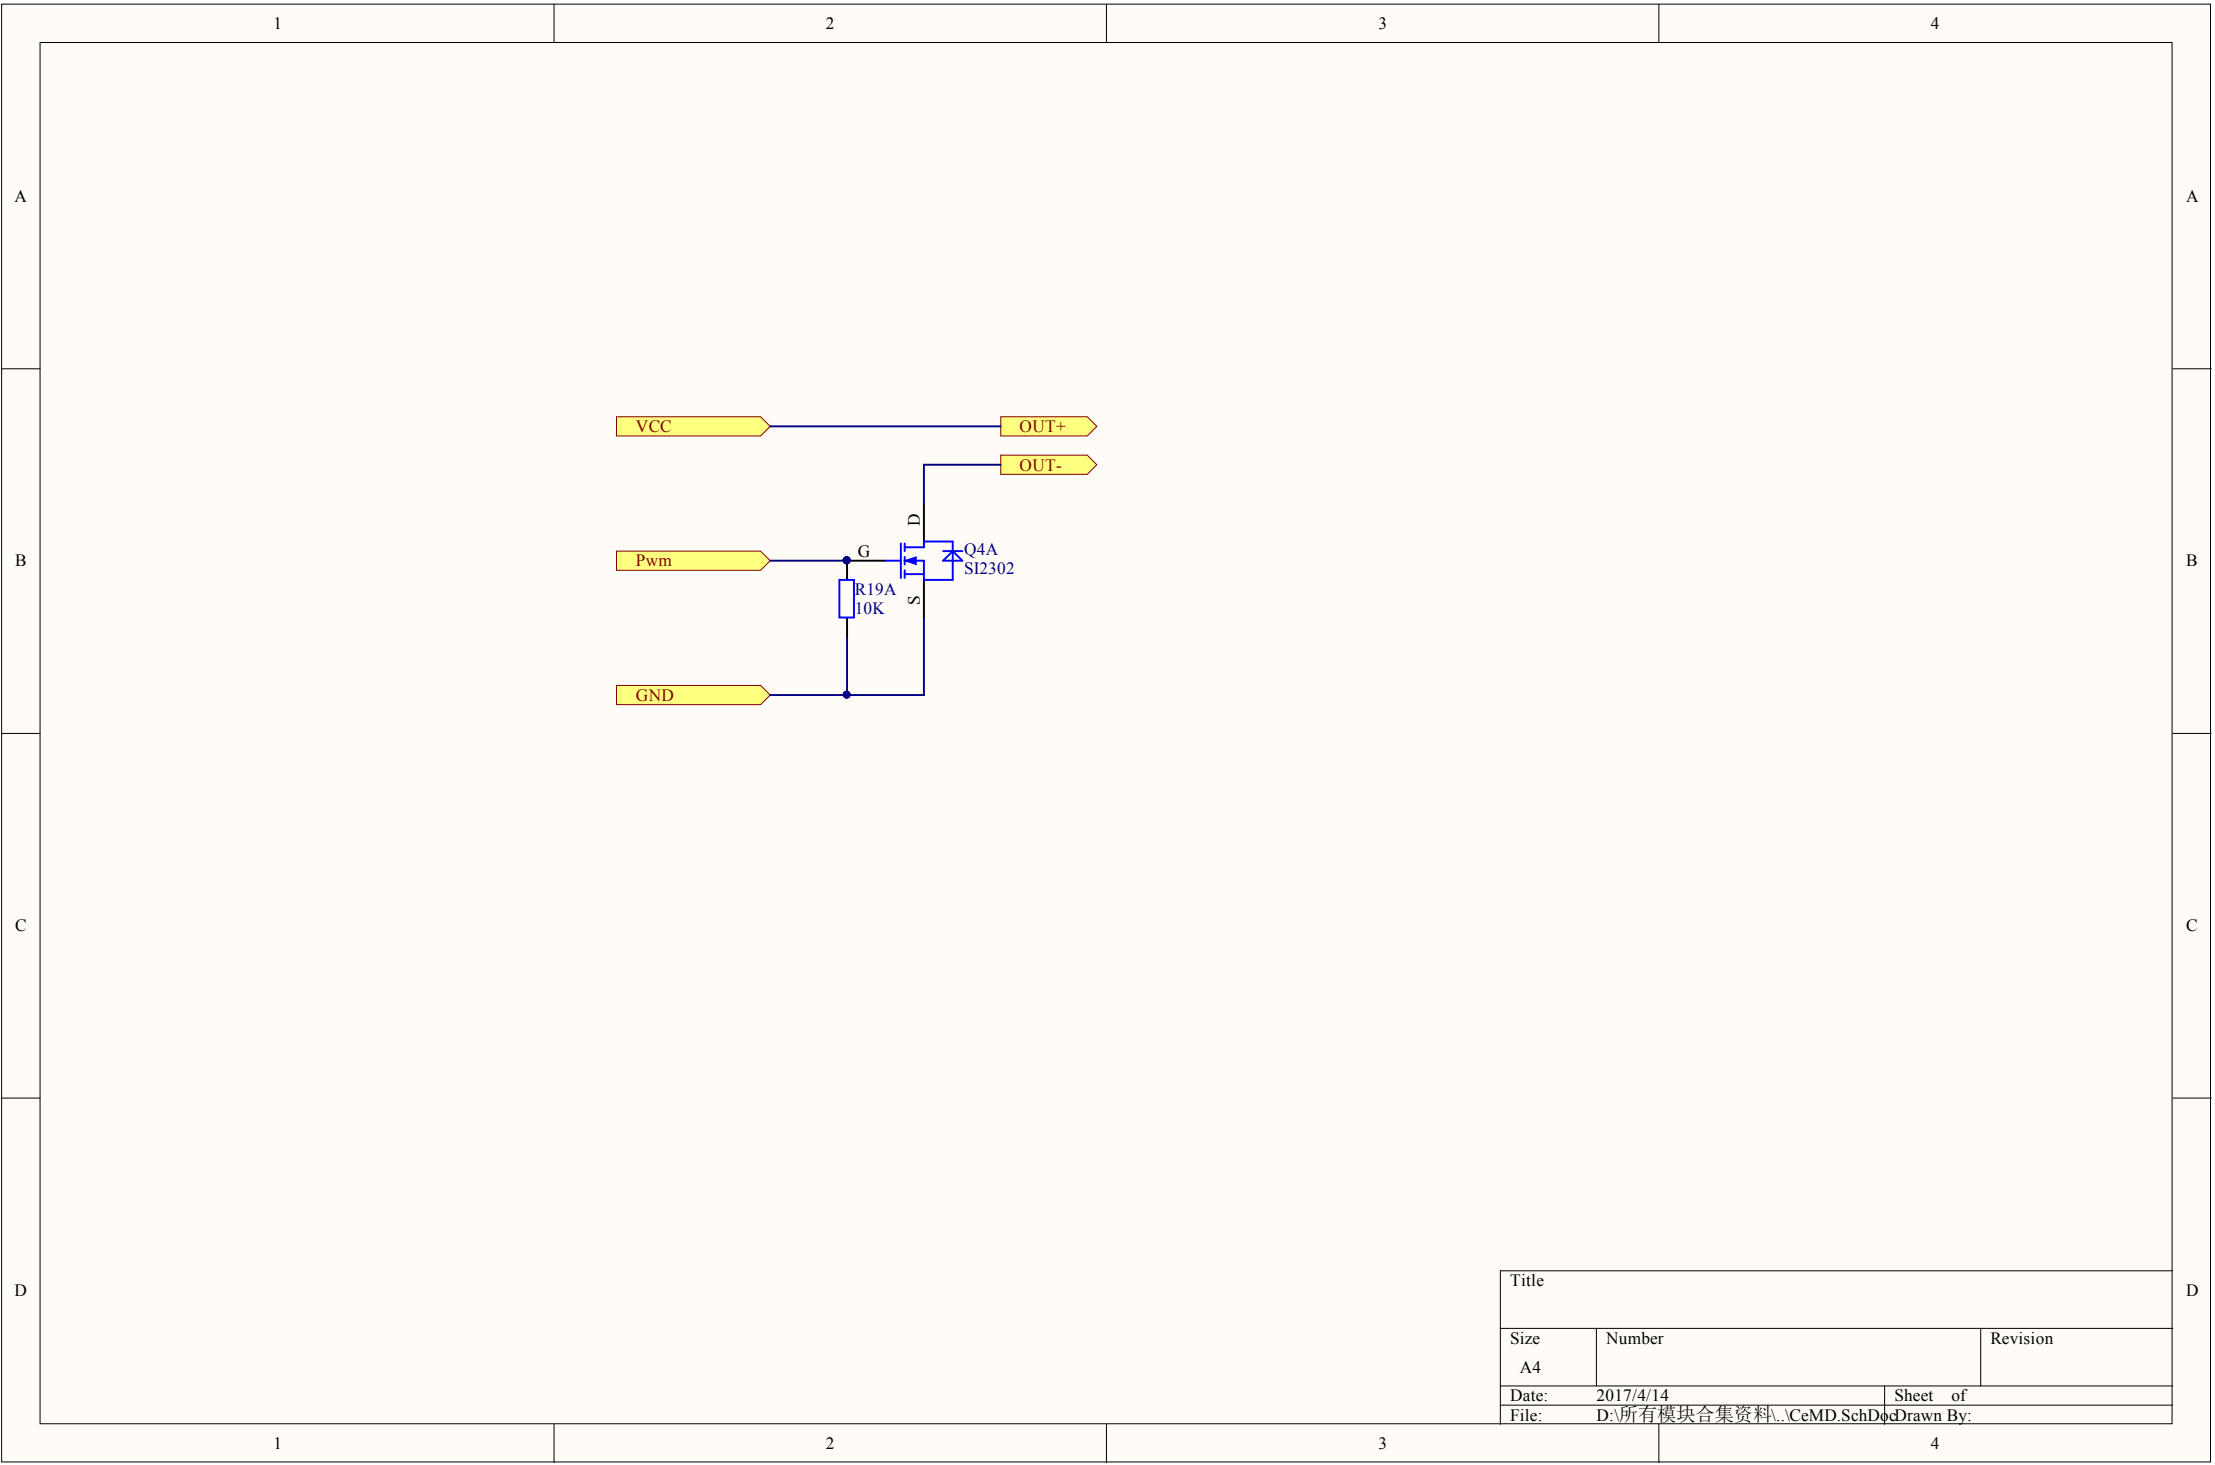 1 2 3 4
A A
VCC OUT+
OUT-
D
G Q4A
B Pwm B
SI2302
R19A
S
10K
GND
C C
Title
D D
Size Number Revision
A4
Date: 2017/4/14 Sheet of
File: D:\所有模块合集资料\..\CeMD.SchDoc Drawn By:
1 2 3 4